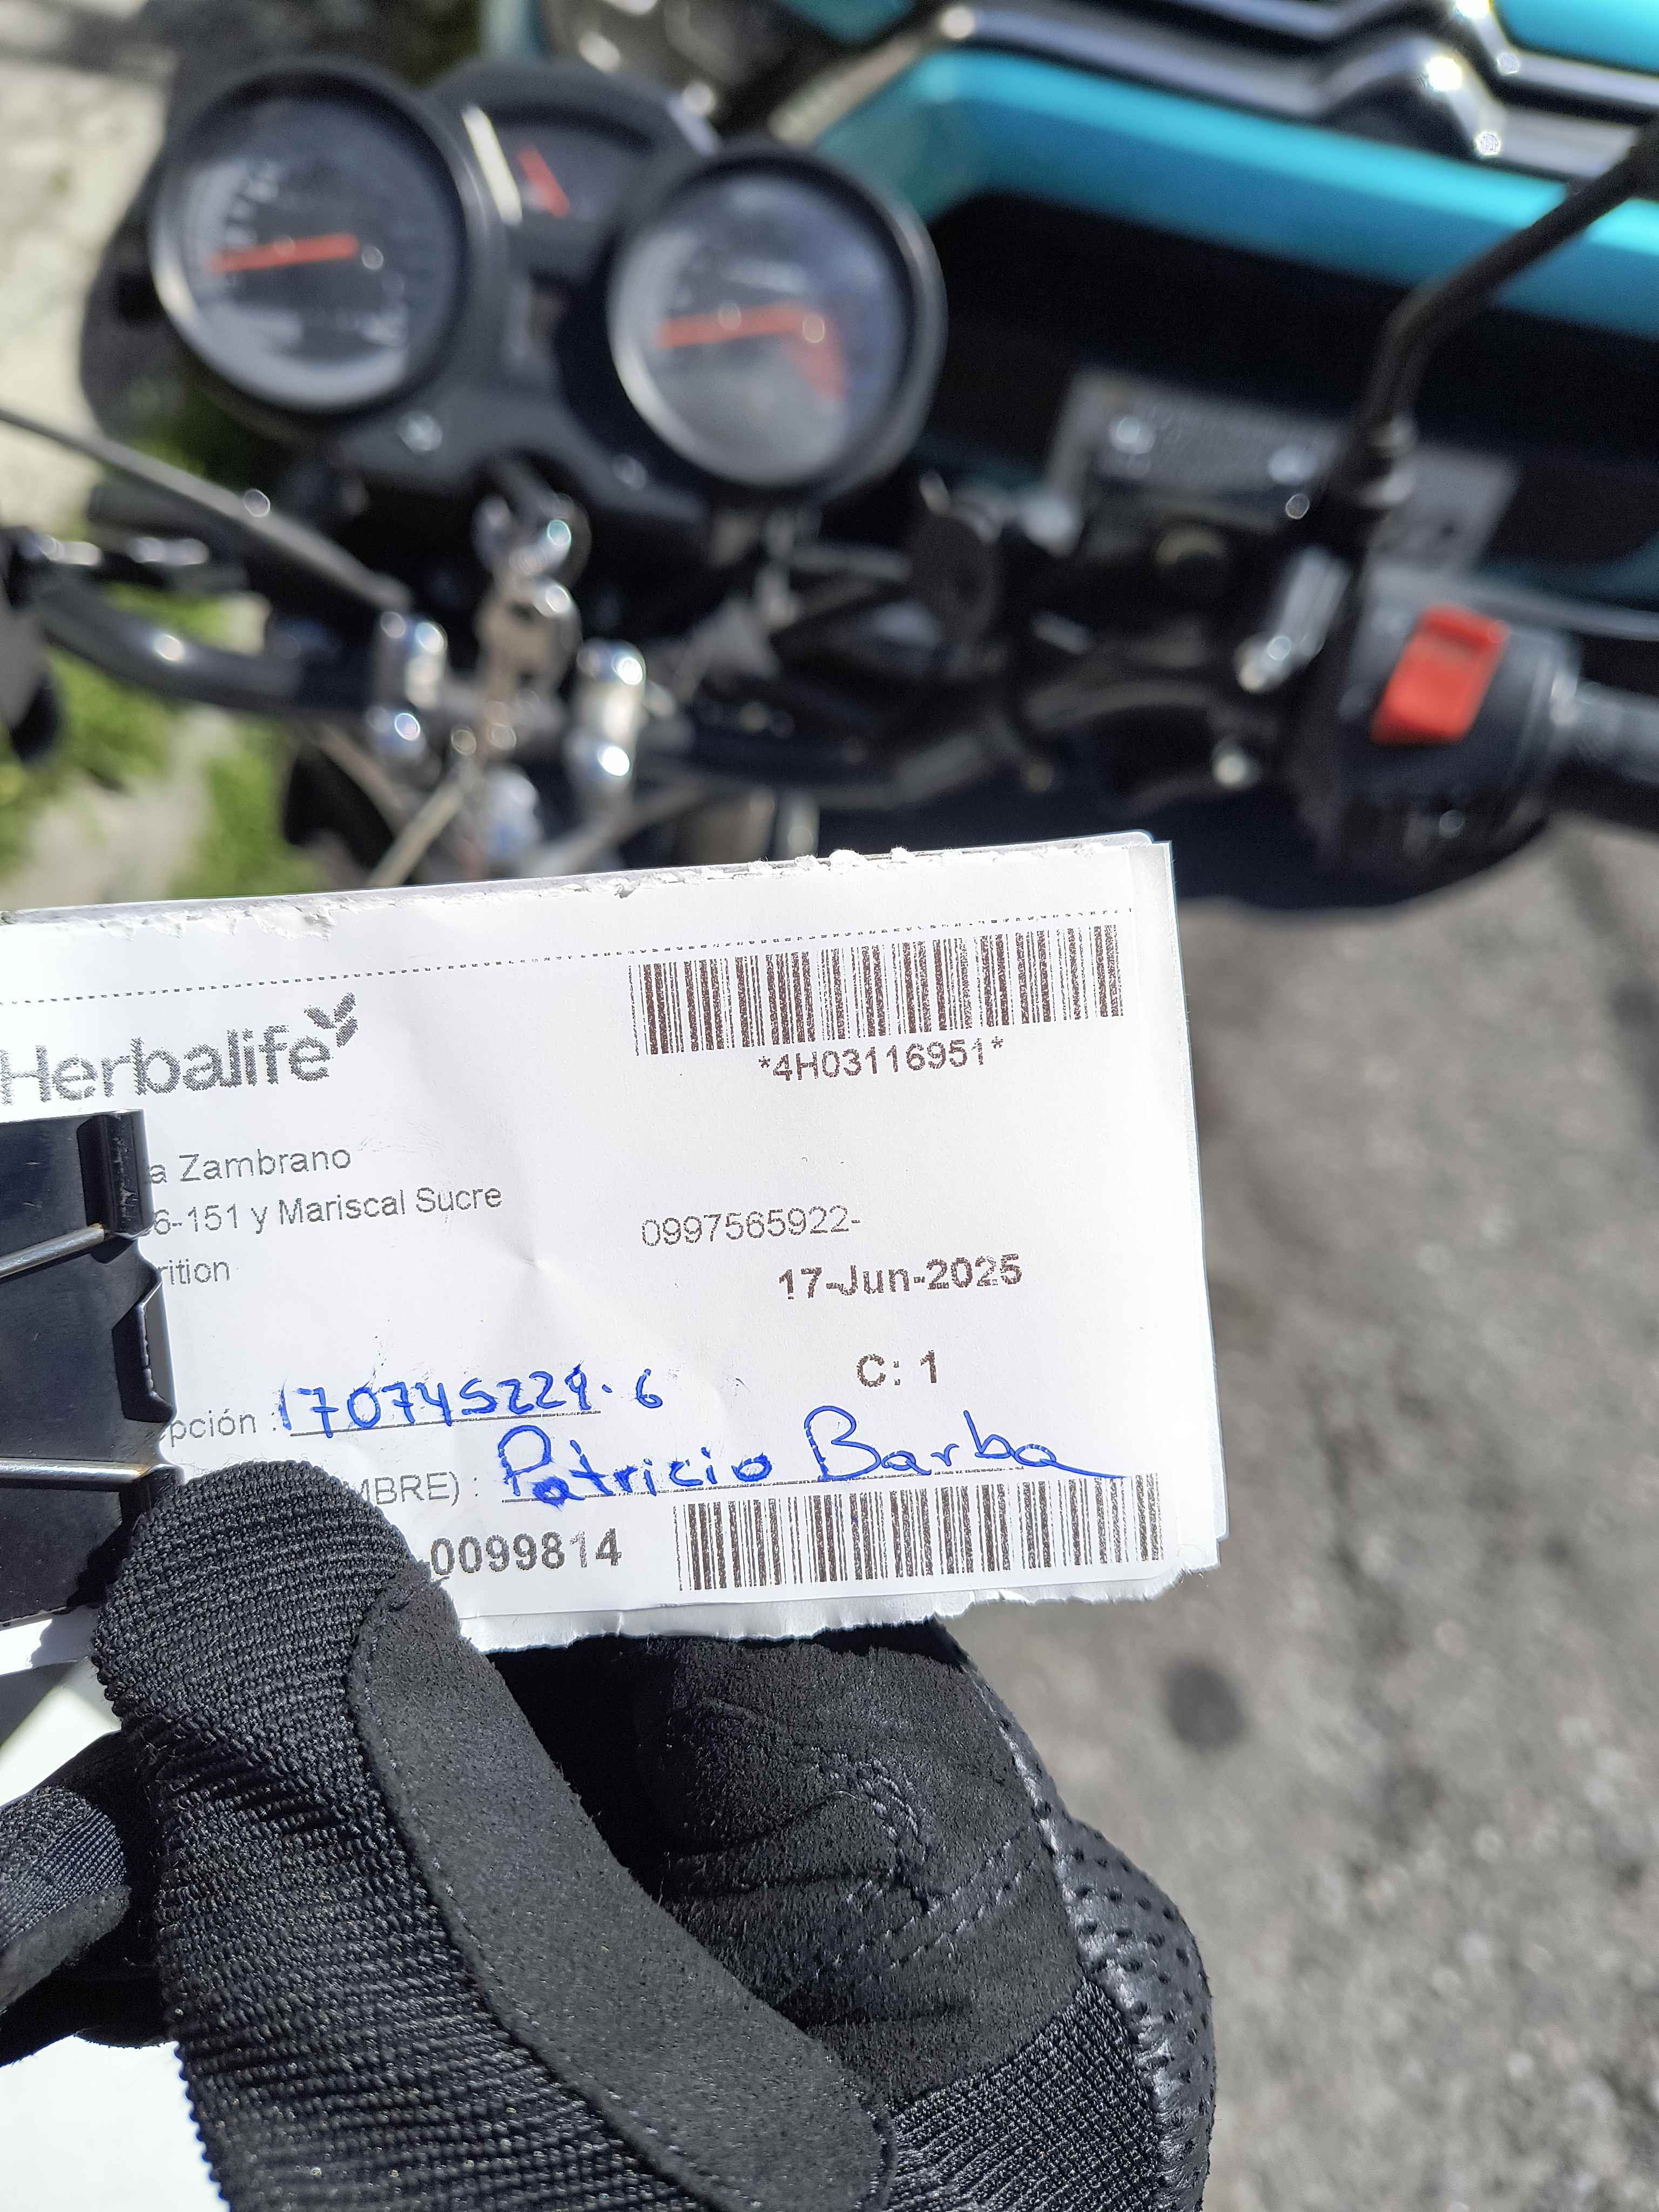 Herbalife
*4H03116951*
a Zambrano
6-151 y Mariscal Sucre
0997565922-
rition
17-Jun-2025
C: 1
pción : 170745229-6
MBRE) : Patricio Barba
-0099814